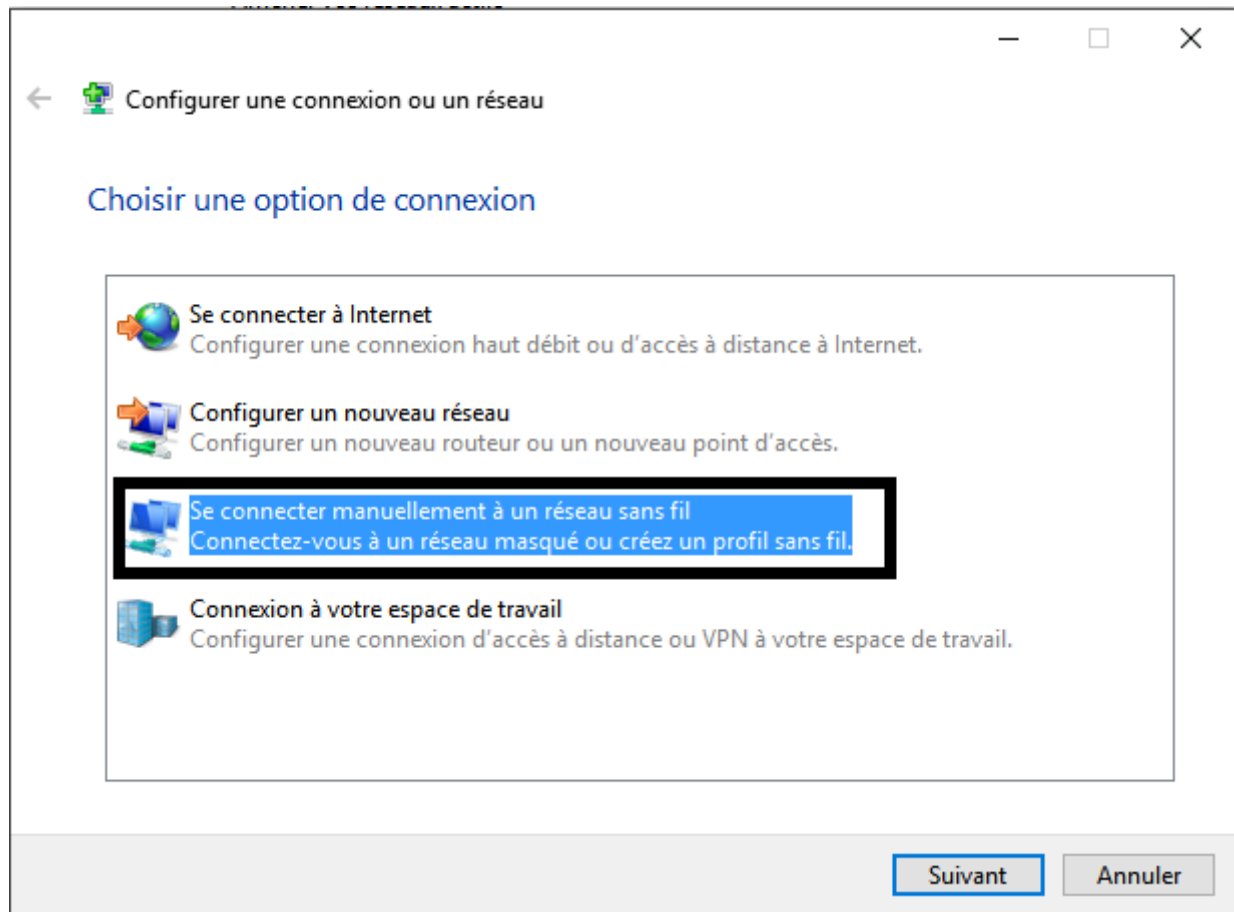 Configurer une connexion ou un réseau
Choisir une option de connexion
Se connecter à Internet
Configurer une connexion haut débit ou d'accès à distance à Internet.
Configurer un nouveau réseau
Configurer un nouveau routeur ou un nouveau point d'accès.
Se connecter manuellement à un réseau sans fil
Connectez-vous à un réseau masqué ou créez un profil sans fil.
Connexion à votre espace de travail
Configurer une connexion d'accès à distance ou VPN à votre espace de travail.
Suivant
Annuler